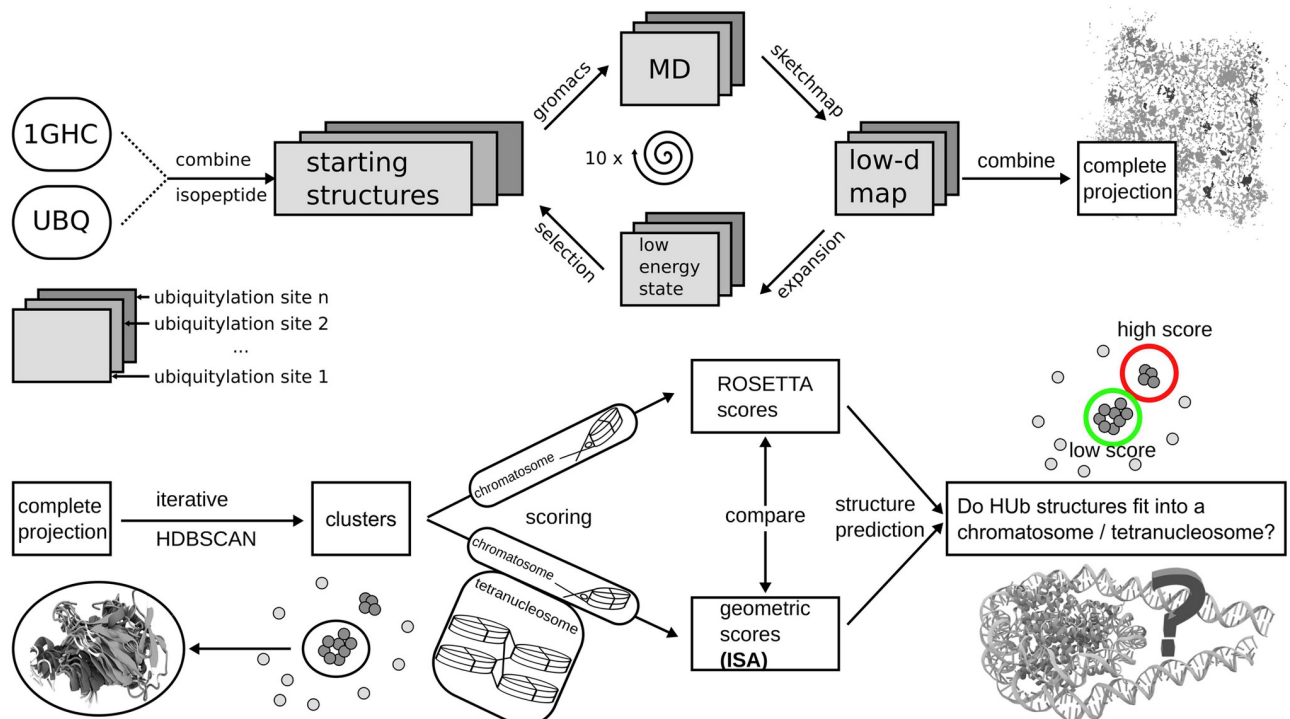 1GHC
UBQ
combine
isopeptide
starting
structures
gromacs
MD
sketchmap
10 x
low-d
map
combine
complete
projection
expansion
low
energy
state
selection
ubiquitylation site n
ubiquitylation site 2
...
ubiquitylation site 1
high score
low score
complete
projection
iterative
HDBSCAN
clusters
chromatosome
scoring
chromatosome
tetranucleosome
ROSETTA
scores
compare
geometric
scores
(ISA)
structure
prediction
Do HUb structures fit into a
chromatosome / tetranucleosome?
?